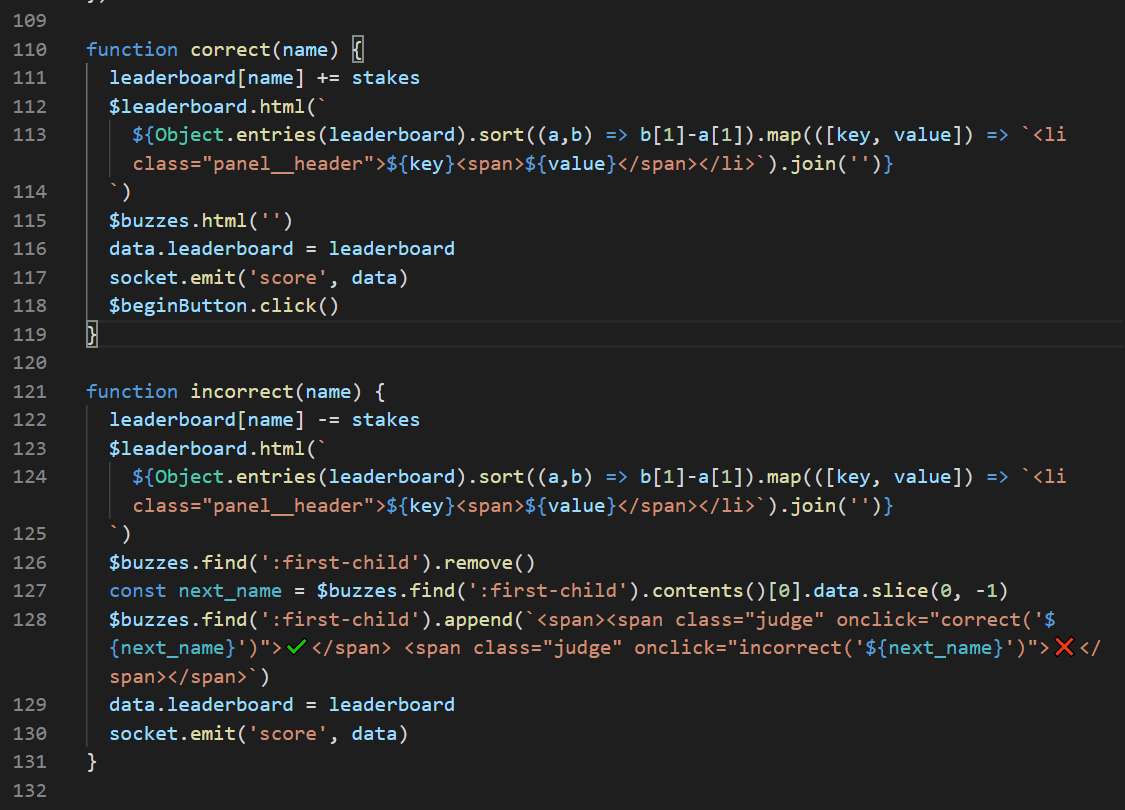 109
110 function correct(name) {
111 leaderboard[name] += stakes
112 $leaderboard.html(`
113 ${Object.entries(leaderboard).sort((a,b) => b[1]-a[1]).map(([key, value]) => `<li
class="panel__header">${key}<span>${value}</span></li>`).join('')}
114 `)
115 $buzzes.html('')
116 data.leaderboard = leaderboard
117 socket.emit('score', data)
118 $beginButton.click()
119 }
120
121 function incorrect(name) {
122 leaderboard[name] -= stakes
123 $leaderboard.html(`
124 ${Object.entries(leaderboard).sort((a,b) => b[1]-a[1]).map(([key, value]) => `<li
class="panel__header">${key}<span>${value}</span></li>`).join('')}
125 `)
126 $buzzes.find(':first-child').remove()
127 const next_name = $buzzes.find(':first-child').contents()[0].data.slice(0, -1)
128 $buzzes.find(':first-child').append(`<span><span class="judge" onclick="correct('$
{next_name}')">✔</span> <span class="judge" onclick="incorrect('${next_name}')">❌</
span></span>`)
129 data.leaderboard = leaderboard
130 socket.emit('score', data)
131 }
132